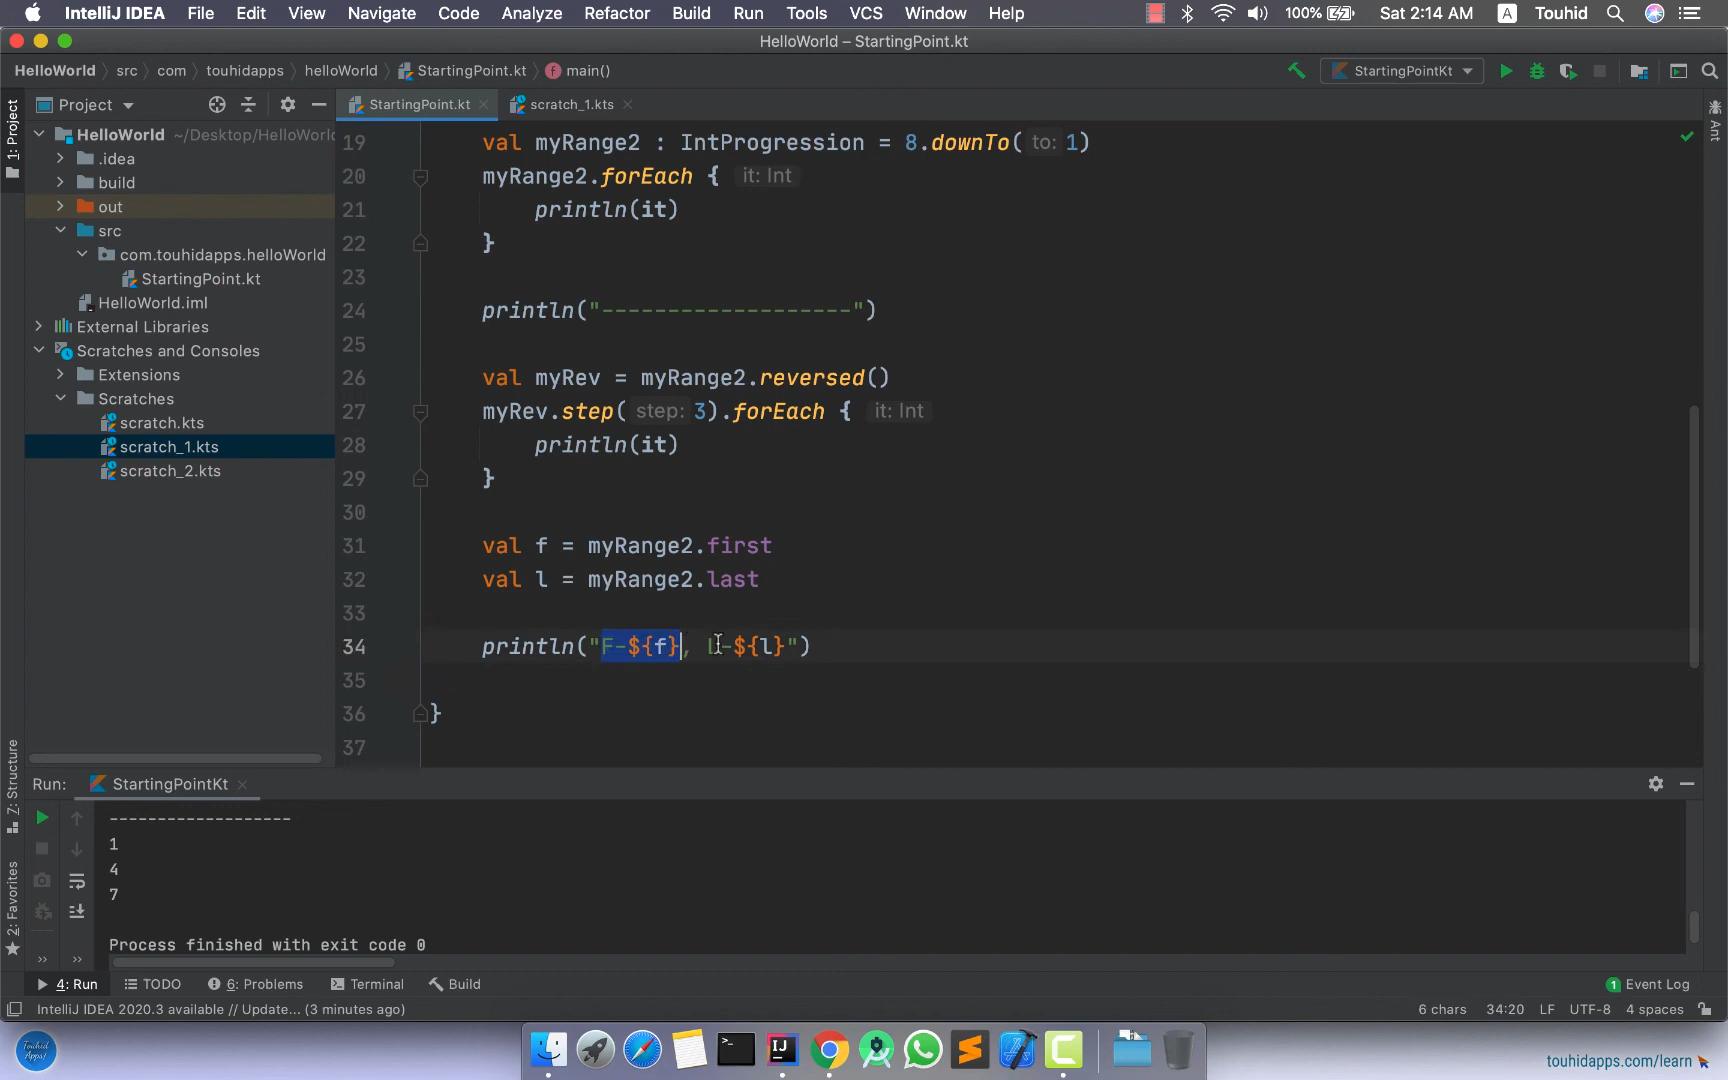 IntelliJ IDEA File Edit View Navigate Code Analyze Refactor Build Run Tools VCS Window Help 100% Sat 2:14 AM A Touhid
HelloWorld – StartingPoint.kt
HelloWorld src com touhidapps helloWorld StartingPoint.kt main() StartingPointKt
Project StartingPoint.kt scratch_1.kts
1: Project
Ant
HelloWorld ~/Desktop/HelloWorld
.idea
build
out
src
com.touhidapps.helloWorld
StartingPoint.kt
HelloWorld.iml
External Libraries
Scratches and Consoles
Extensions
Scratches
scratch.kts
scratch_1.kts
scratch_2.kts
19 val myRange2 : IntProgression = 8.downTo( to: 1)
20 myRange2.forEach { it: Int
21 println(it)
22 }
23
24 println("-------------------")
25
26 val myRev = myRange2.reversed()
27 myRev.step( step: 3).forEach { it: Int
28 println(it)
29 }
30
31 val f = myRange2.first
32 val l = myRange2.last
33
34 println("F-${f}, L-${l}")
35
36 }
37
Z: Structure
2: Favorites
Run: StartingPointKt
-------------------
1
4
7
Process finished with exit code 0
4: Run TODO 6: Problems Terminal Build 1 Event Log
IntelliJ IDEA 2020.3 available // Update... (3 minutes ago) 6 chars 34:20 LF UTF-8 4 spaces
Touhid Apps!
touhidapps.com/learn